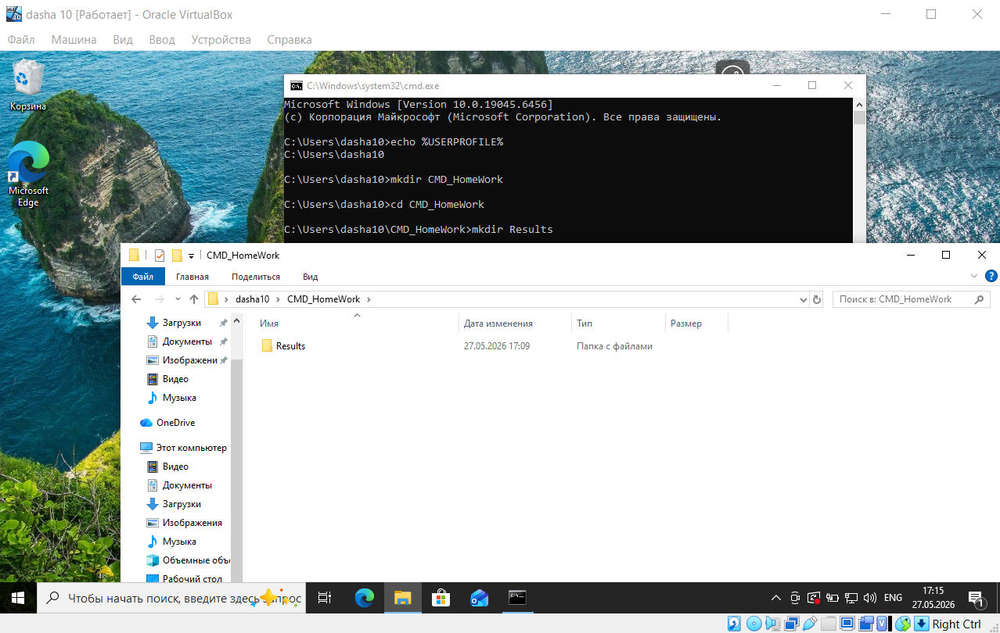 dasha 10 [Работает] - Oracle VirtualBox
Файл Машина Вид Ввод Устройства Справка
Корзина
Microsoft
Edge
C:\Windows\system32\cmd.exe
Microsoft Windows [Version 10.0.19045.6456]
(c) Корпорация Майкрософт (Microsoft Corporation). Все права защищены.
C:\Users\dasha10>echo %USERPROFILE%
C:\Users\dasha10
C:\Users\dasha10>mkdir CMD_HomeWork
C:\Users\dasha10>cd CMD_HomeWork
C:\Users\dasha10\CMD_HomeWork>mkdir Results
CMD_HomeWork
Файл Главная Поделиться Вид
dasha10 CMD_HomeWork
Поиск в: CMD_HomeWork
Имя Дата изменения Тип Размер
Results 27.05.2026 17:09 Папка с файлами
Загрузки
Документы
Изображени
Видео
Музыка
OneDrive
Этот компьютер
Видео
Документы
Загрузки
Изображения
Музыка
Объемные объ
Рабочий стол
Чтобы начать поиск, введите здесь запрос
ENG
17:15
27.05.2026
1
Right Ctrl